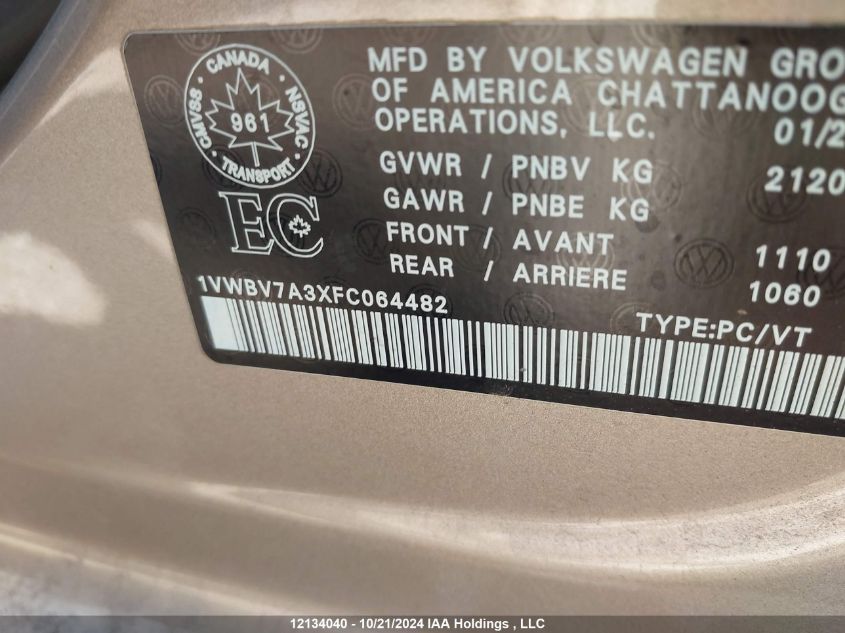 CANADA
CMVSS NSVAC
961
TRANSPORT
EC
MFD BY VOLKSWAGEN GRO
OF AMERICA CHATTANOOG
OPERATIONS, LLC. 01/2
GVWR / PNBV KG 2120
GAWR / PNBE KG
FRONT / AVANT 1110
REAR / ARRIERE 1060
1VWBV7A3XFC064482
TYPE:PC/VT
12134040 - 10/21/2024 IAA Holdings , LLC